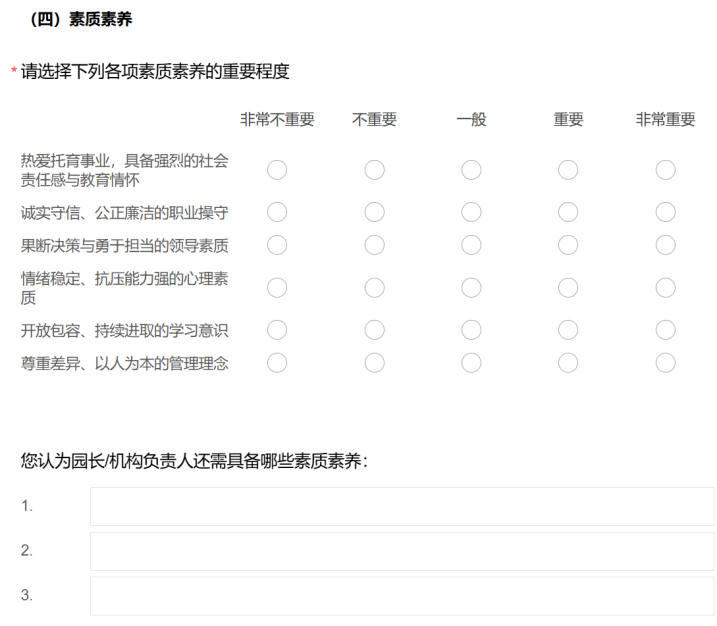 （四）素质素养
*请选择下列各项素质素养的重要程度
非常不重要 不重要 一般 重要 非常重要
热爱托育事业，具备强烈的社会
责任感与教育情怀
诚实守信、公正廉洁的职业操守
果断决策与勇于担当的领导素质
情绪稳定、抗压能力强的心理素
质
开放包容、持续进取的学习意识
尊重差异、以人为本的管理理念
您认为园长/机构负责人还需具备哪些素质素养：
1.
2.
3.